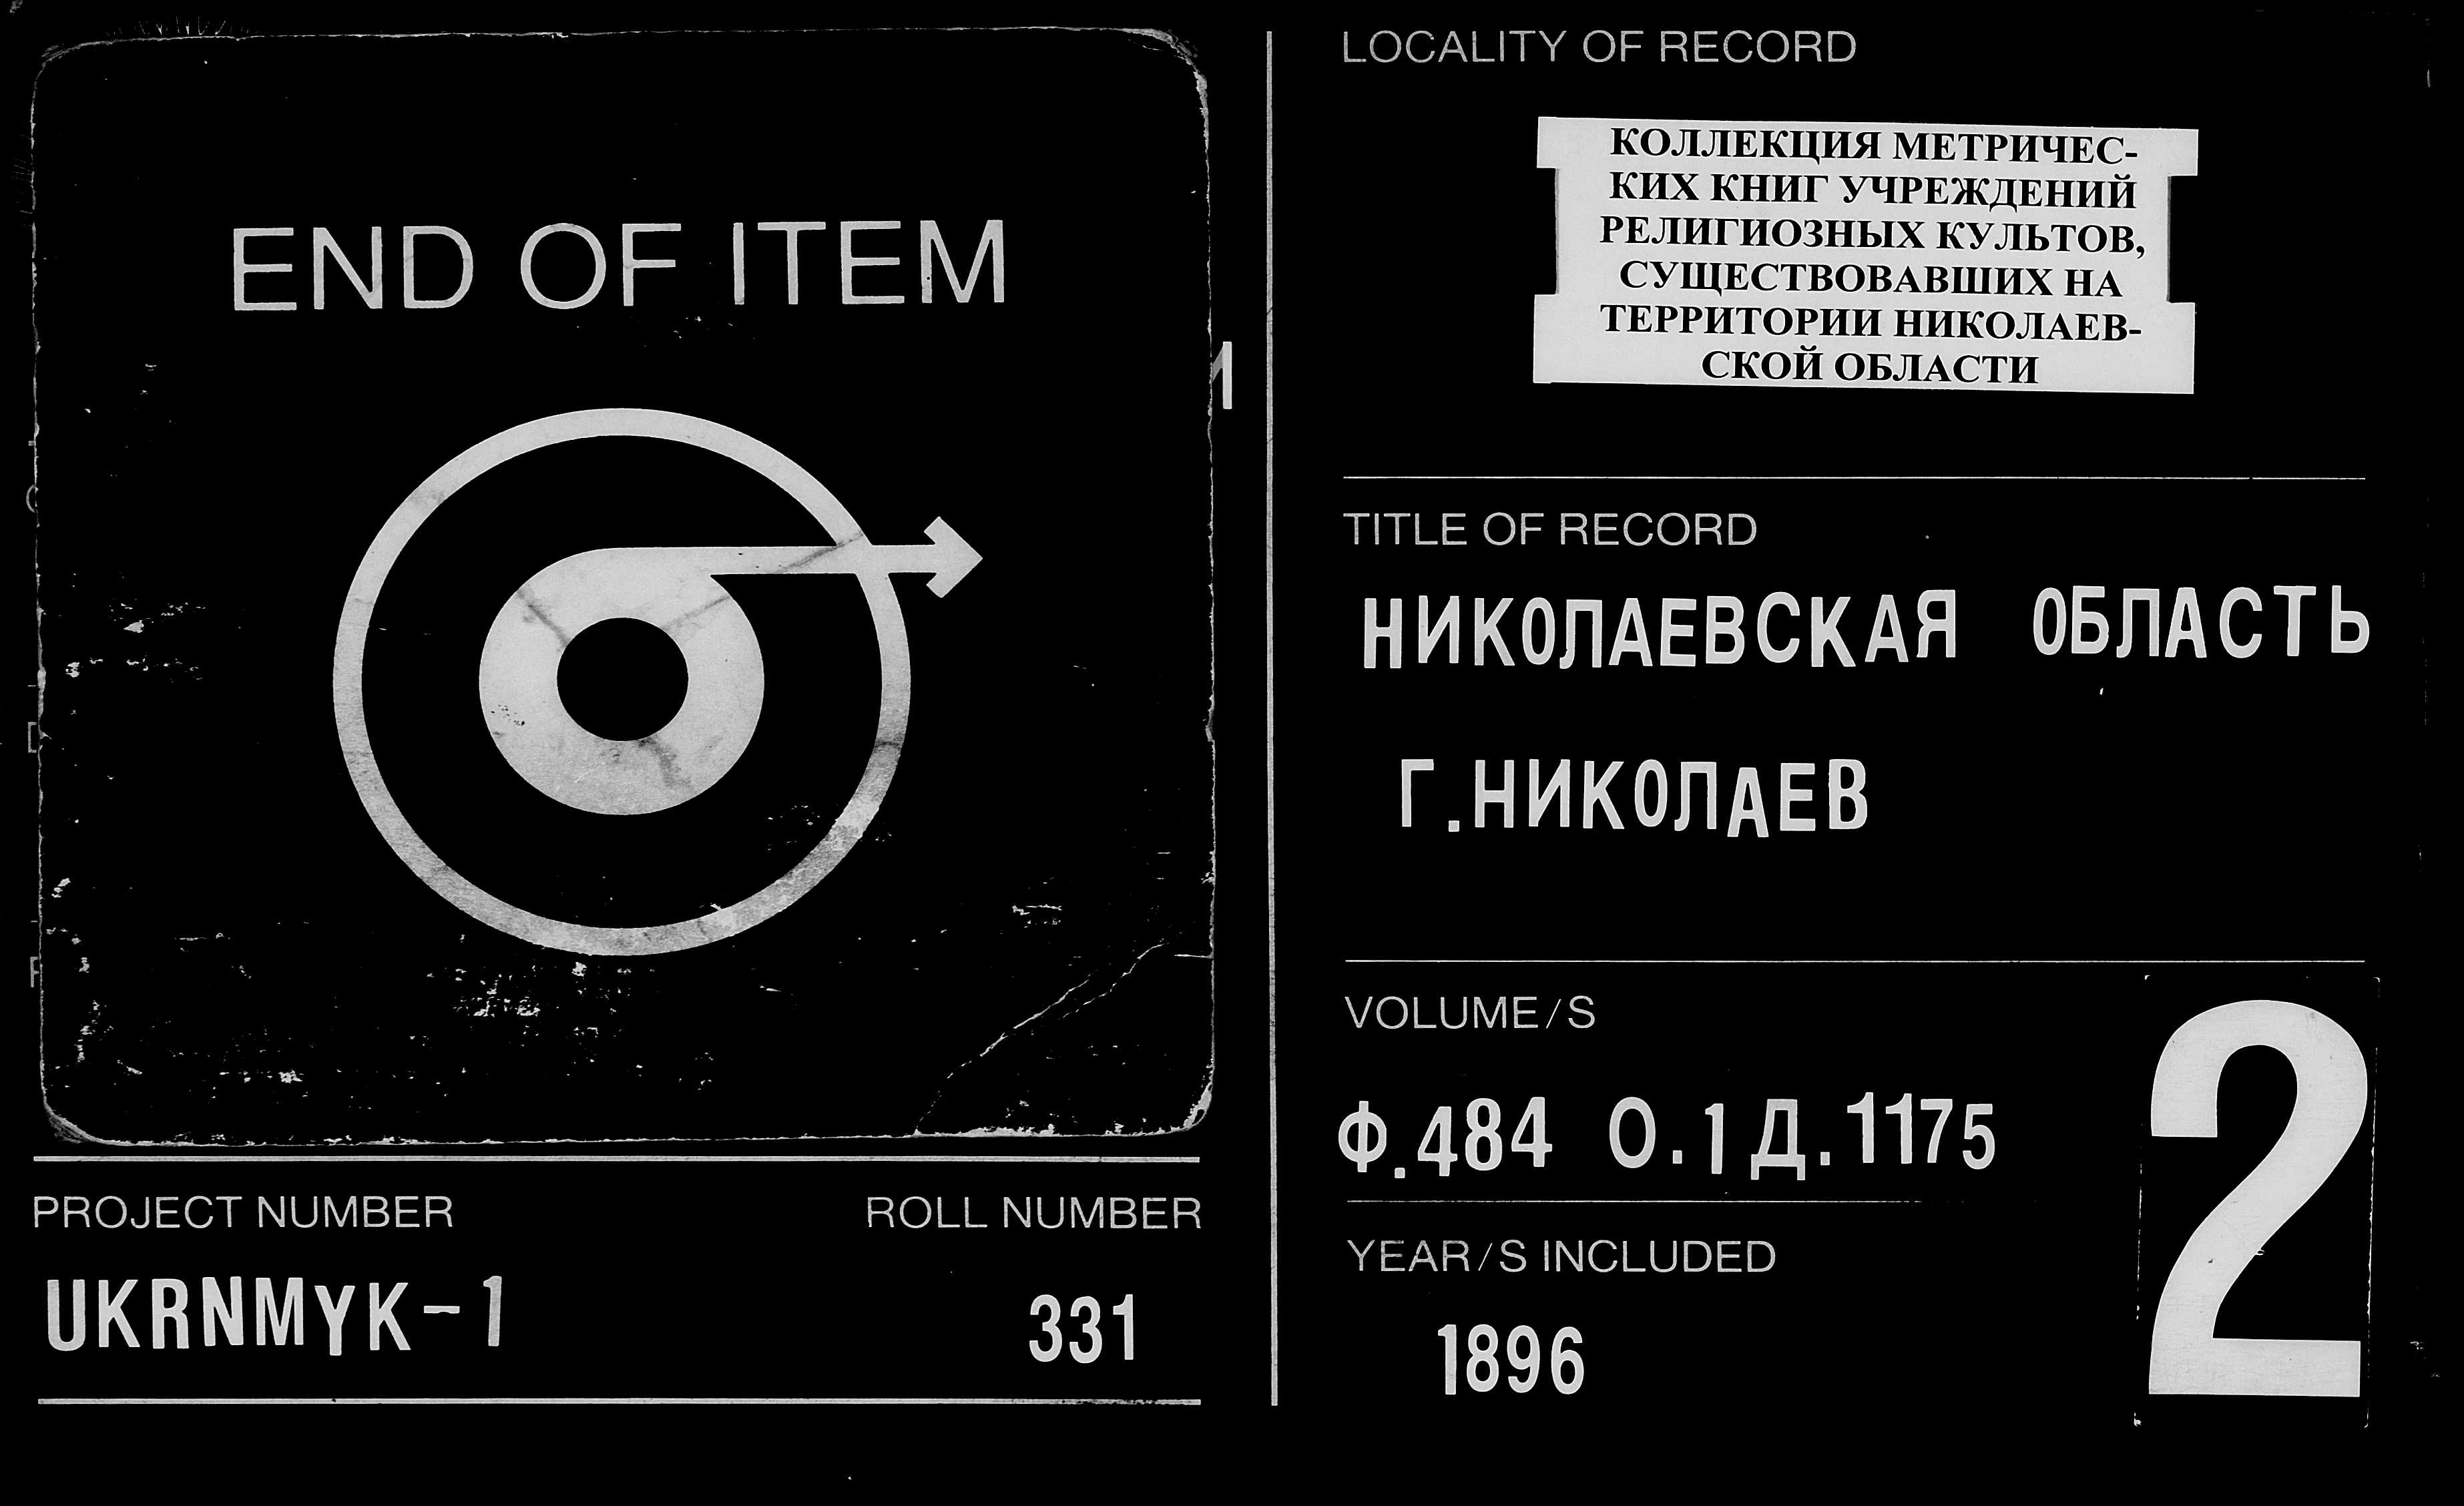 END OF ITEM
PROJECT NUMBER
ROLL NUMBER
UKRNMYK-1
331
LOCALITY OF RECORD
КОЛЛЕКЦИЯ МЕТРИЧЕС-
КИХ КНИГ УЧРЕЖДЕНИЙ
РЕЛИГИОЗНЫХ КУЛЬТОВ,
СУЩЕСТВОВАВШИХ НА
ТЕРРИТОРИИ НИКОЛАЕВ-
СКОЙ ОБЛАСТИ
TITLE OF RECORD
НИКОЛАЕВСКАЯ ОБЛАСТЬ
Г.НИКОЛАЕВ
VOLUME/S
Ф.484 О.1 Д.1175
YEAR/S INCLUDED
1896
2